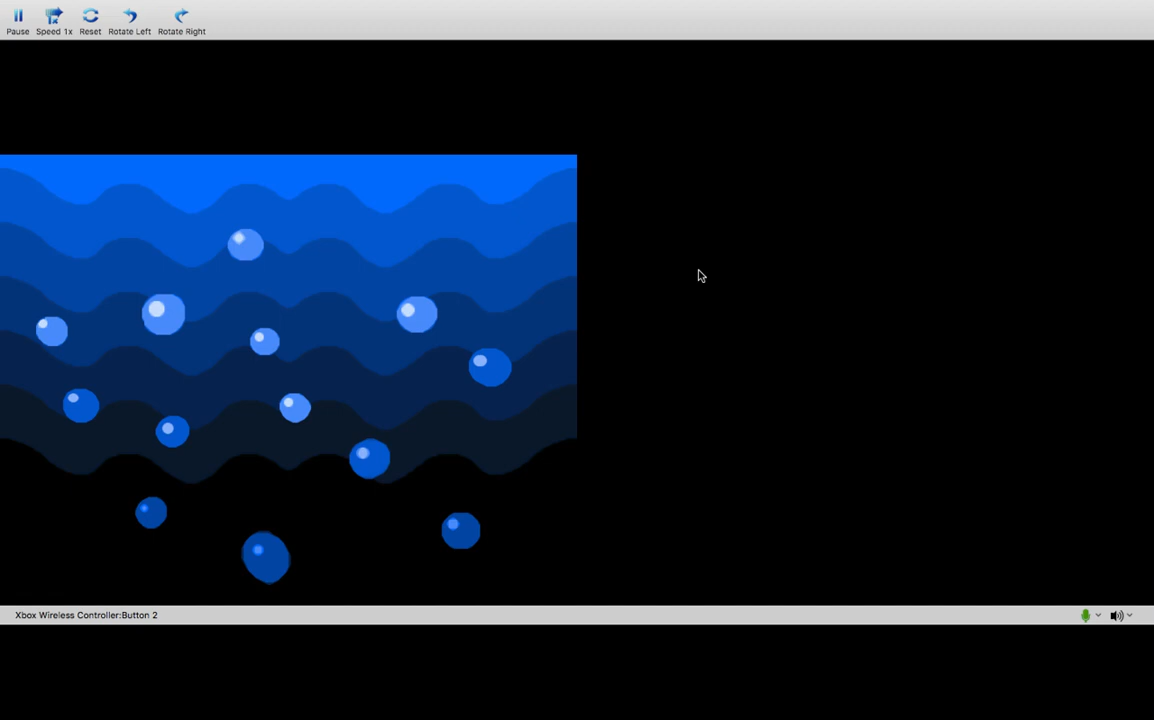 Pause Speed 1x Reset Rotate Left Rotate Right
Xbox Wireless Controller:Button 2